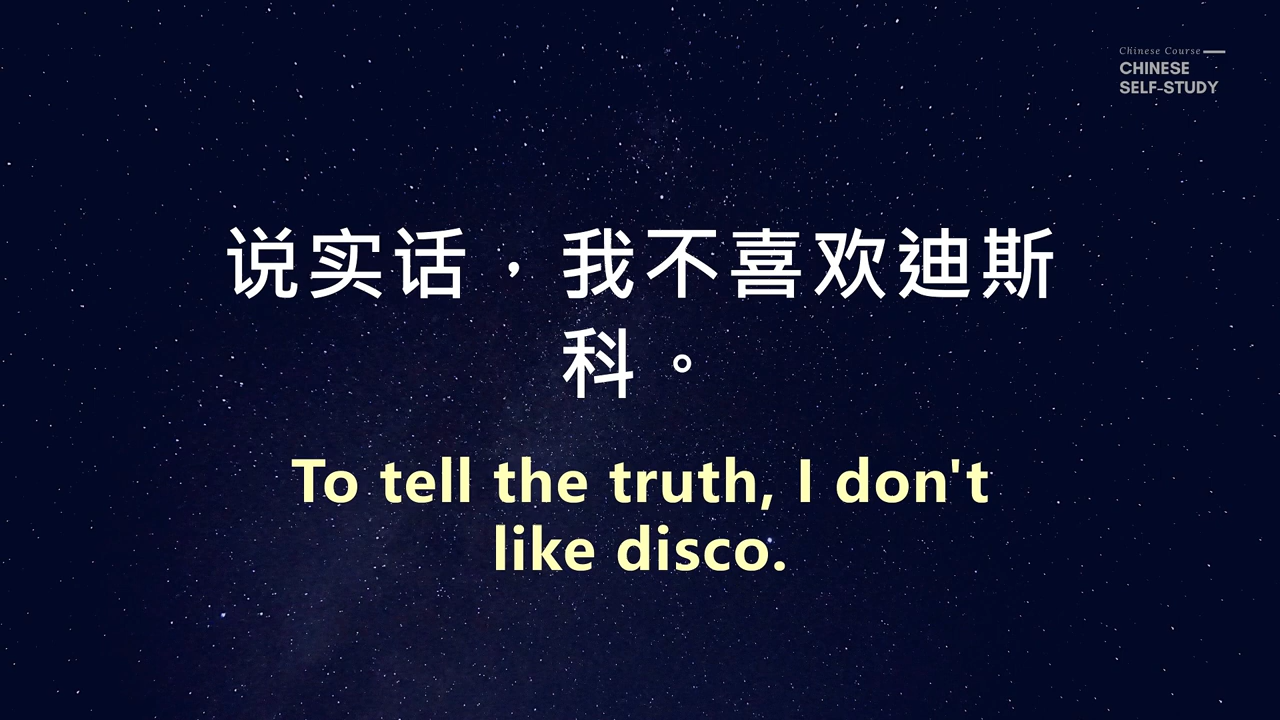 Chinese Course
CHINESE
SELF-STUDY
说实话，我不喜欢迪斯
科。
To tell the truth, I don't
like disco.